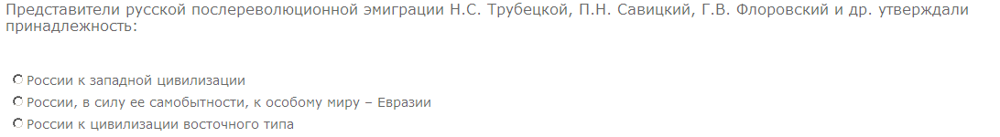 Представители русской послереволюционной эмиграции Н.С. Трубецкой, П.Н. Савицкий, Г.В. Флоровский и др. утверждали
принадлежность:
России к западной цивилизации
России, в силу ее самобытности, к особому миру – Евразии
России к цивилизации восточного типа